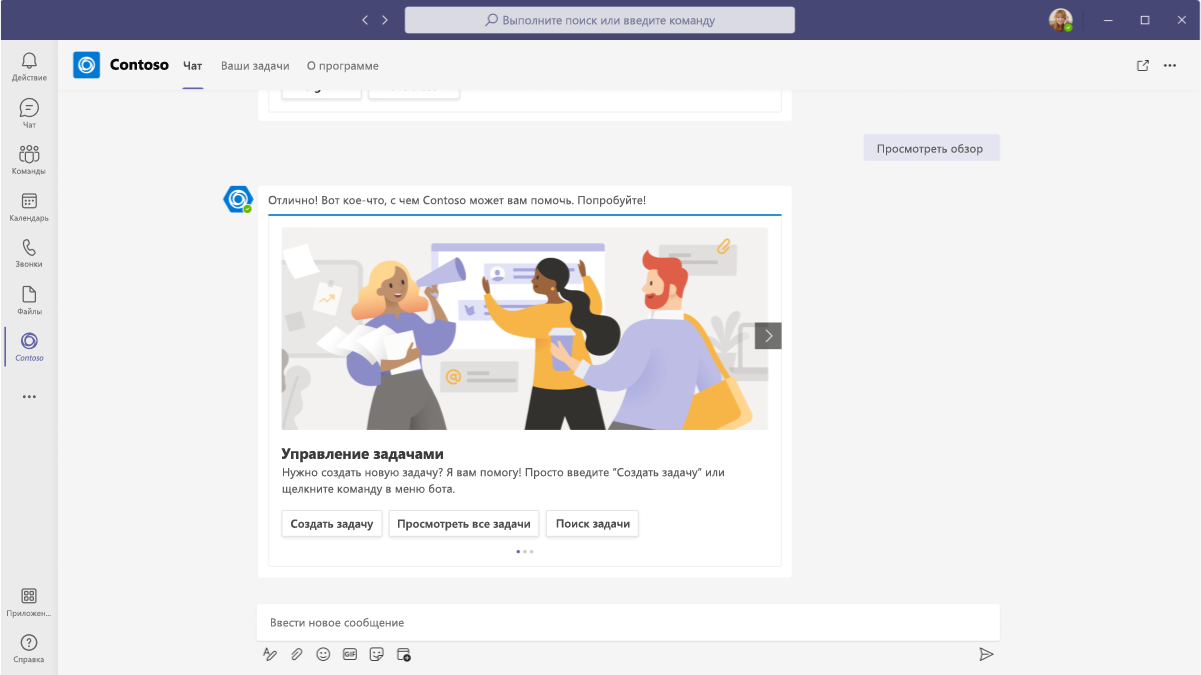 Выполните поиск или введите команду
Действие
Чат
Команды
Календарь
Звонки
Файлы
Contoso
Приложен...
Справка
Contoso
Чат
Ваши задачи
О программе
Просмотреть обзор
Отлично! Вот кое-что, с чем Contoso может вам помочь. Попробуйте!
@
Управление задачами
Нужно создать новую задачу? Я вам помогу! Просто введите "Создать задачу" или
щелкните команду в меню бота.
Создать задачу
Просмотреть все задачи
Поиск задачи
Ввести новое сообщение
GIF